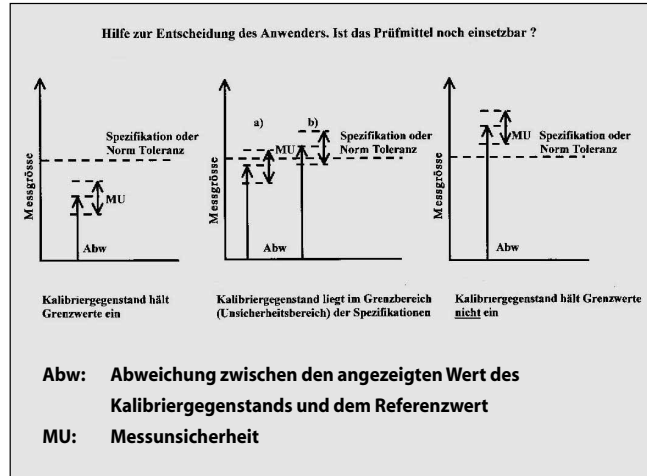 Hilfe zur Entscheidung des Anwenders. Ist das Prüfmittel noch einsetzbar ?
Messgrösse
Spezifikation oder
Norm Toleranz
MU
Abw
Kalibriergegenstand hält
Grenzwerte ein
Messgrösse
a)
b)
MU
Spezifikation oder
Norm Toleranz
Abw
Kalibriergegenstand liegt im Grenzbereich
(Unsicherheitsbereich) der Spezifikationen
Messgrösse
MU
Spezifikation oder
Norm Toleranz
Abw
Kalibriergegenstand hält Grenzwerte
nicht ein
Abw: Abweichung zwischen den angezeigten Wert des
Kalibriergegenstands und dem Referenzwert
MU: Messunsicherheit